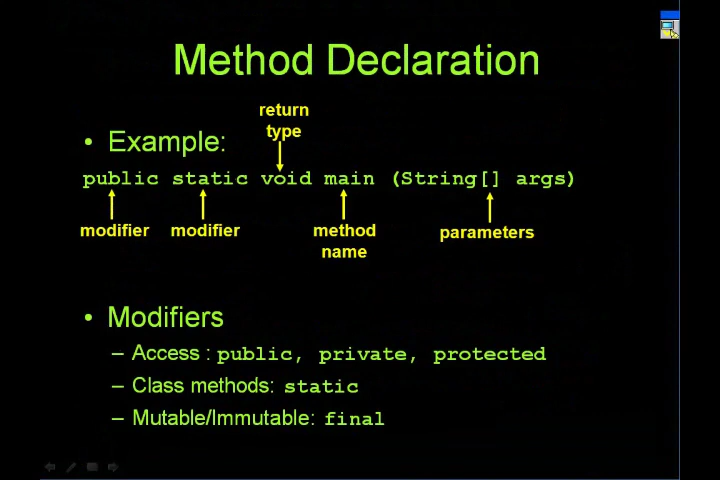 Method Declaration
return
type
• Example:
public static void main (String[] args)
modifier modifier method name parameters
• Modifiers
– Access : public, private, protected
– Class methods: static
– Mutable/Immutable: final